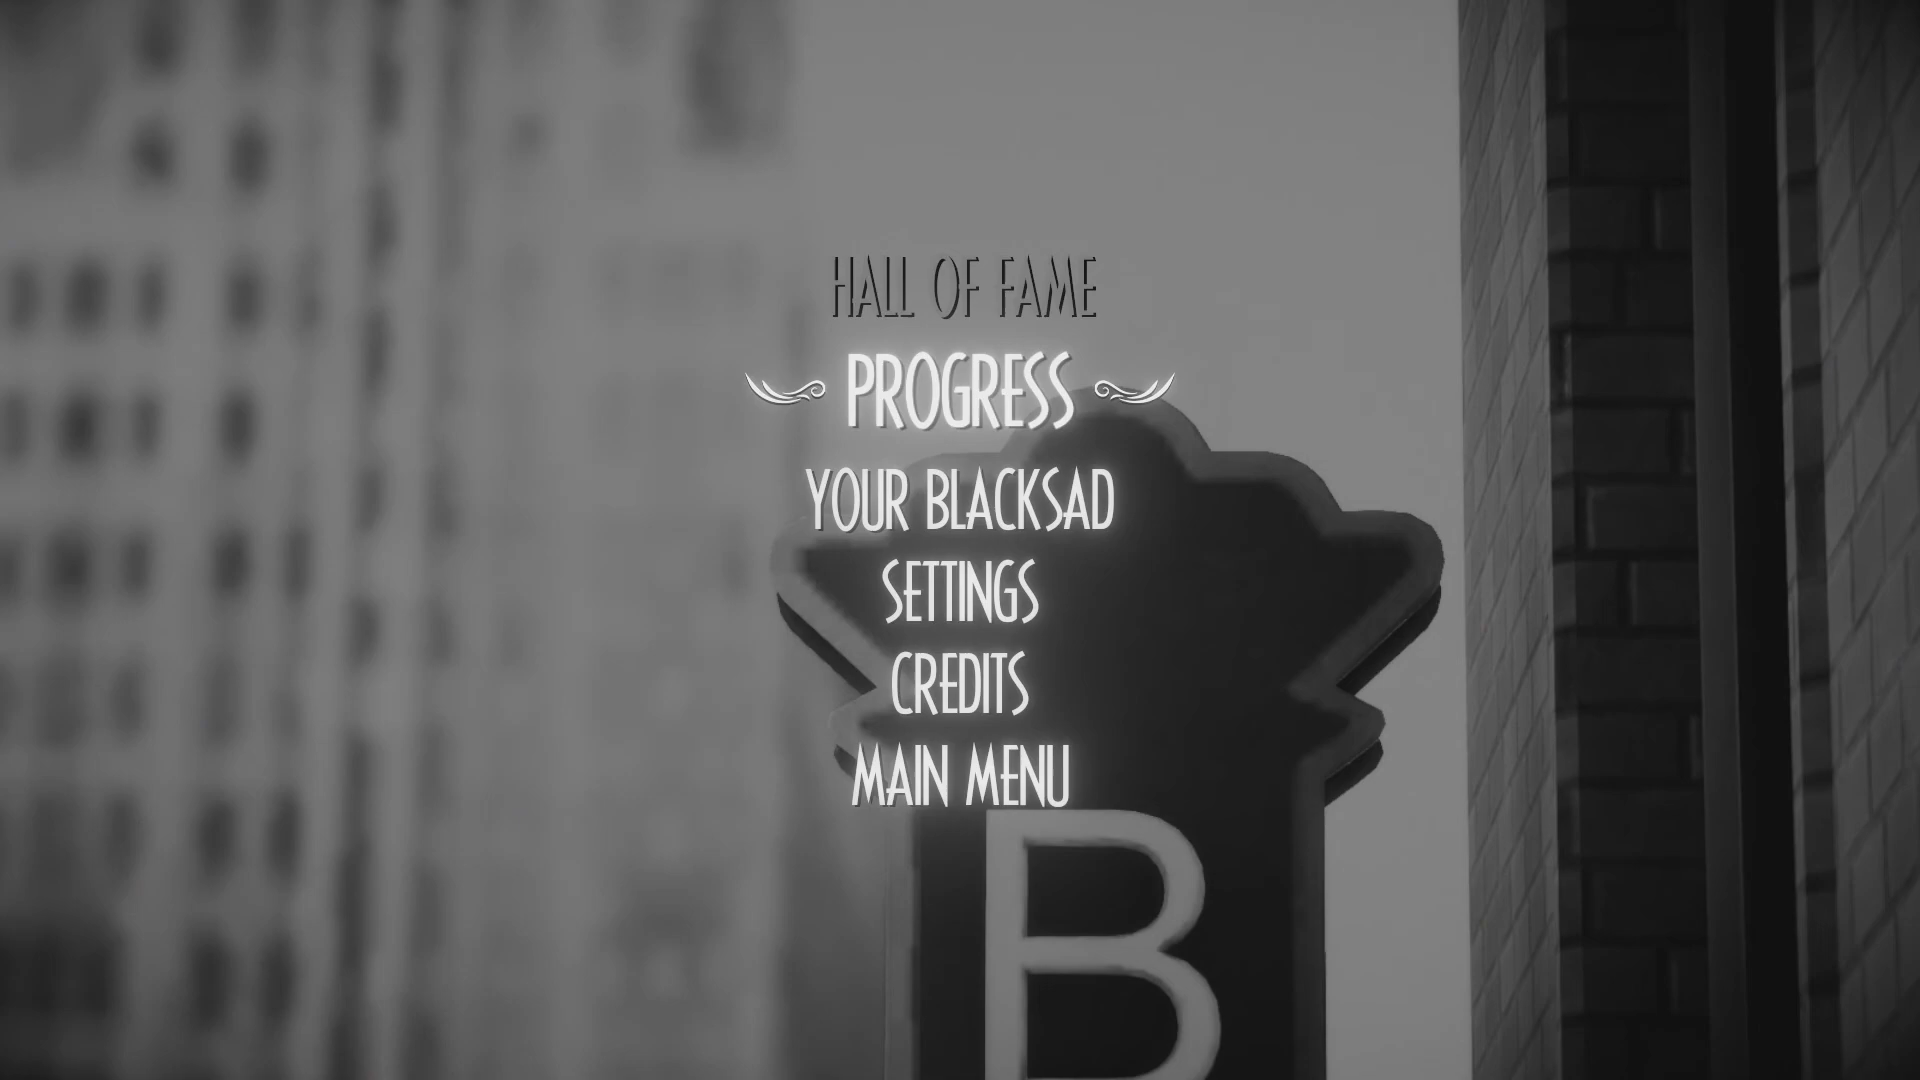 HALL OF FAME
PROGRESS
YOUR BLACKSAD
SETTINGS
CREDITS
MAIN MENU
B